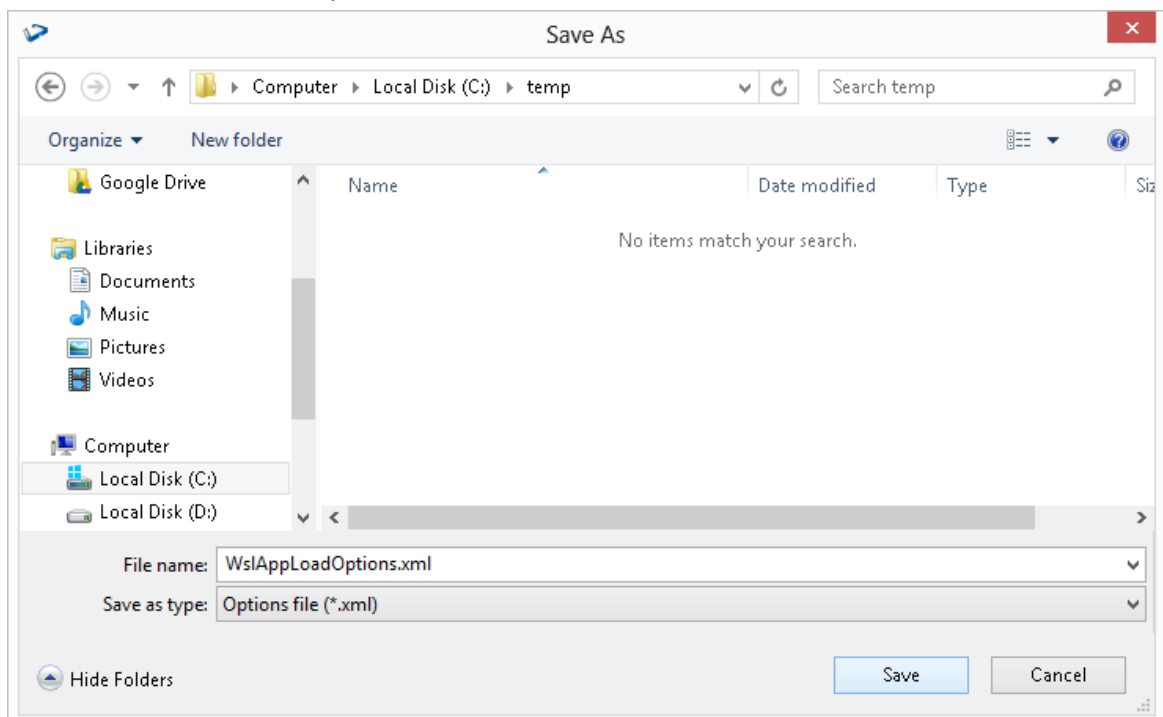 Save As
Computer Local Disk (C:) temp
Search temp
Organize New folder
Google Drive
Name Date modified Type Siz
No items match your search.
Libraries
Documents
Music
Pictures
Videos
Computer
Local Disk (C:)
Local Disk (D:)
File name: WslAppLoadOptions.xml
Save as type: Options file (*.xml)
Hide Folders
Save Cancel